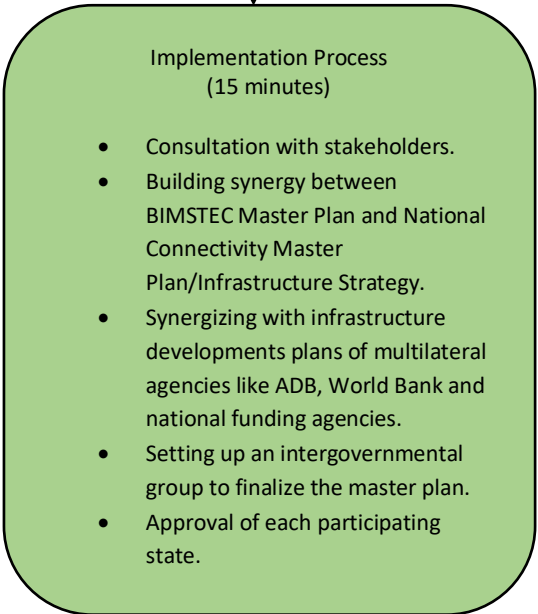 Implementation Process
(15 minutes)
• Consultation with stakeholders.
• Building synergy between
BIMSTEC Master Plan and National
Connectivity Master
Plan/Infrastructure Strategy.
• Synergizing with infrastructure
developments plans of multilateral
agencies like ADB, World Bank and
national funding agencies.
• Setting up an intergovernmental
group to finalize the master plan.
• Approval of each participating
state.